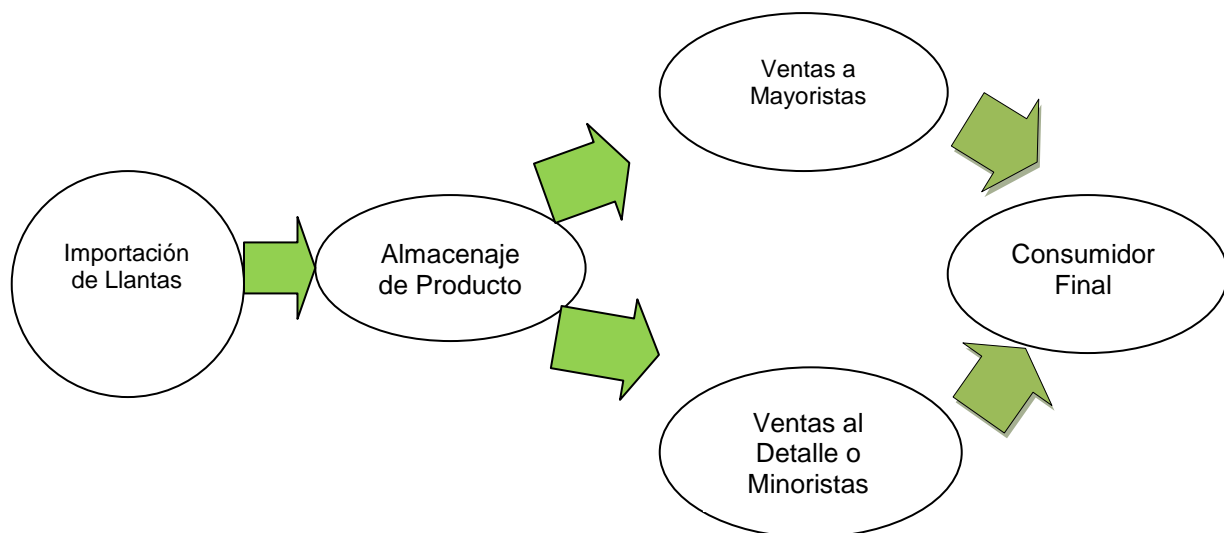 Importación
de Llantas
Almacenaje
de Producto
Ventas a
Mayoristas
Ventas al
Detalle o
Minoristas
Consumidor
Final